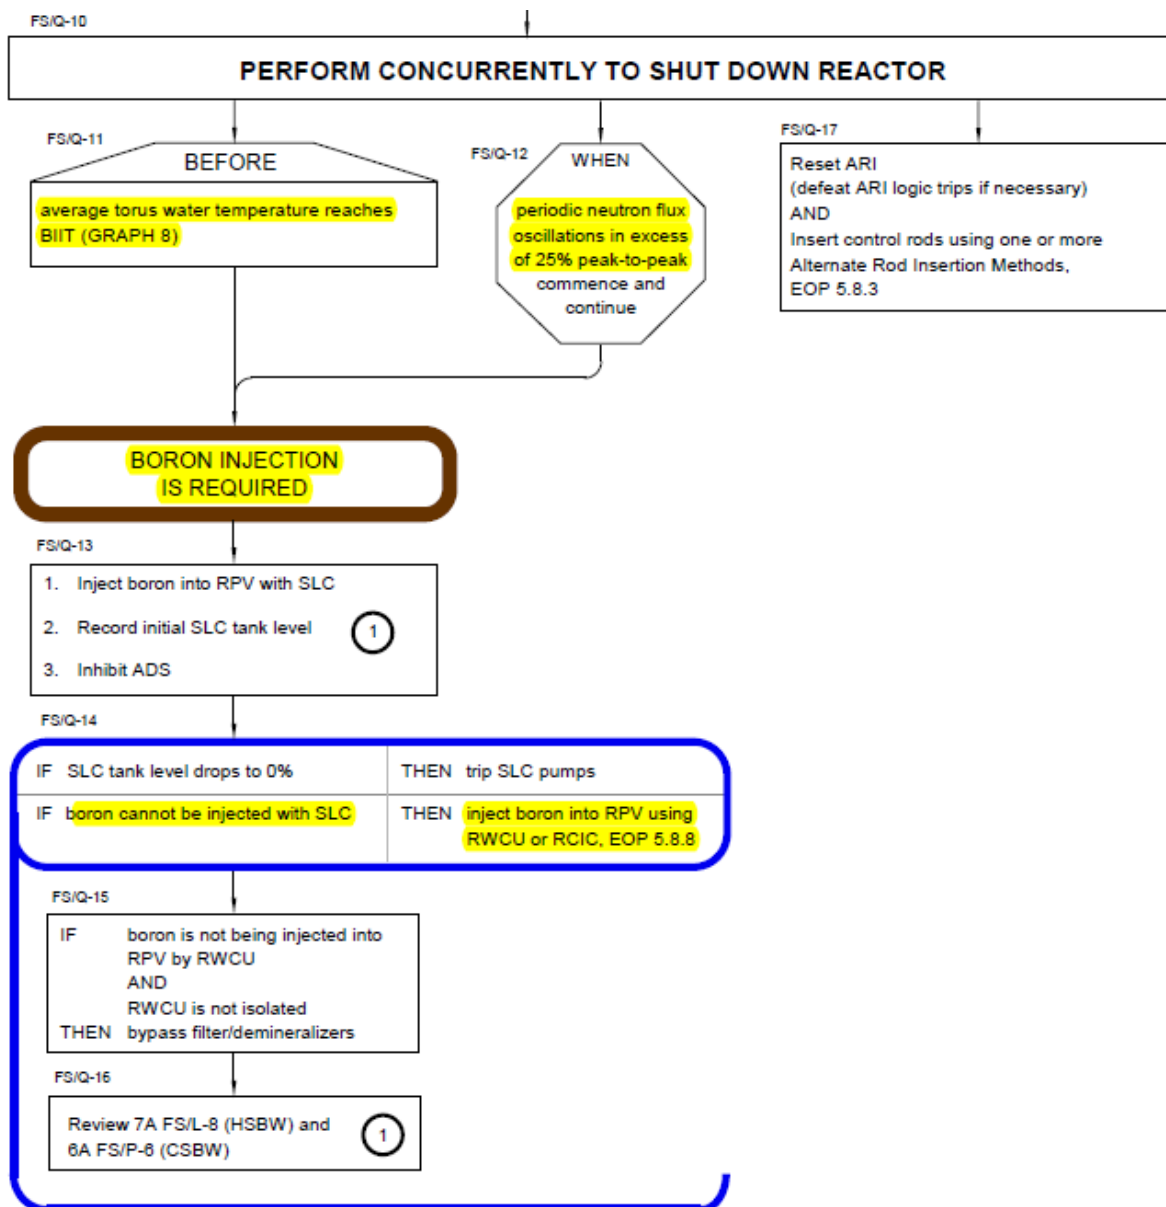 FS/Q-10
PERFORM CONCURRENTLY TO SHUT DOWN REACTOR
FS/Q-11
BEFORE
average torus water temperature reaches
BIIT (GRAPH 8)
FS/Q-12
WHEN
periodic neutron flux
oscillations in excess
of 25% peak-to-peak
commence and
continue
FS/Q-17
Reset ARI
(defeat ARI logic trips if necessary)
AND
Insert control rods using one or more
Alternate Rod Insertion Methods,
EOP 5.8.3
BORON INJECTION
IS REQUIRED
FS/Q-13
1. Inject boron into RPV with SLC
2. Record initial SLC tank level
1
3. Inhibit ADS
FS/Q-14
IF SLC tank level drops to 0%
THEN trip SLC pumps
IF boron cannot be injected with SLC
THEN inject boron into RPV using
RWCU or RCIC, EOP 5.8.8
FS/Q-15
IF boron is not being injected into
RPV by RWCU
AND
RWCU is not isolated
THEN bypass filter/demineralizers
FS/Q-16
Review 7A FS/L-8 (HSBW) and
6A FS/P-6 (CSBW)
1